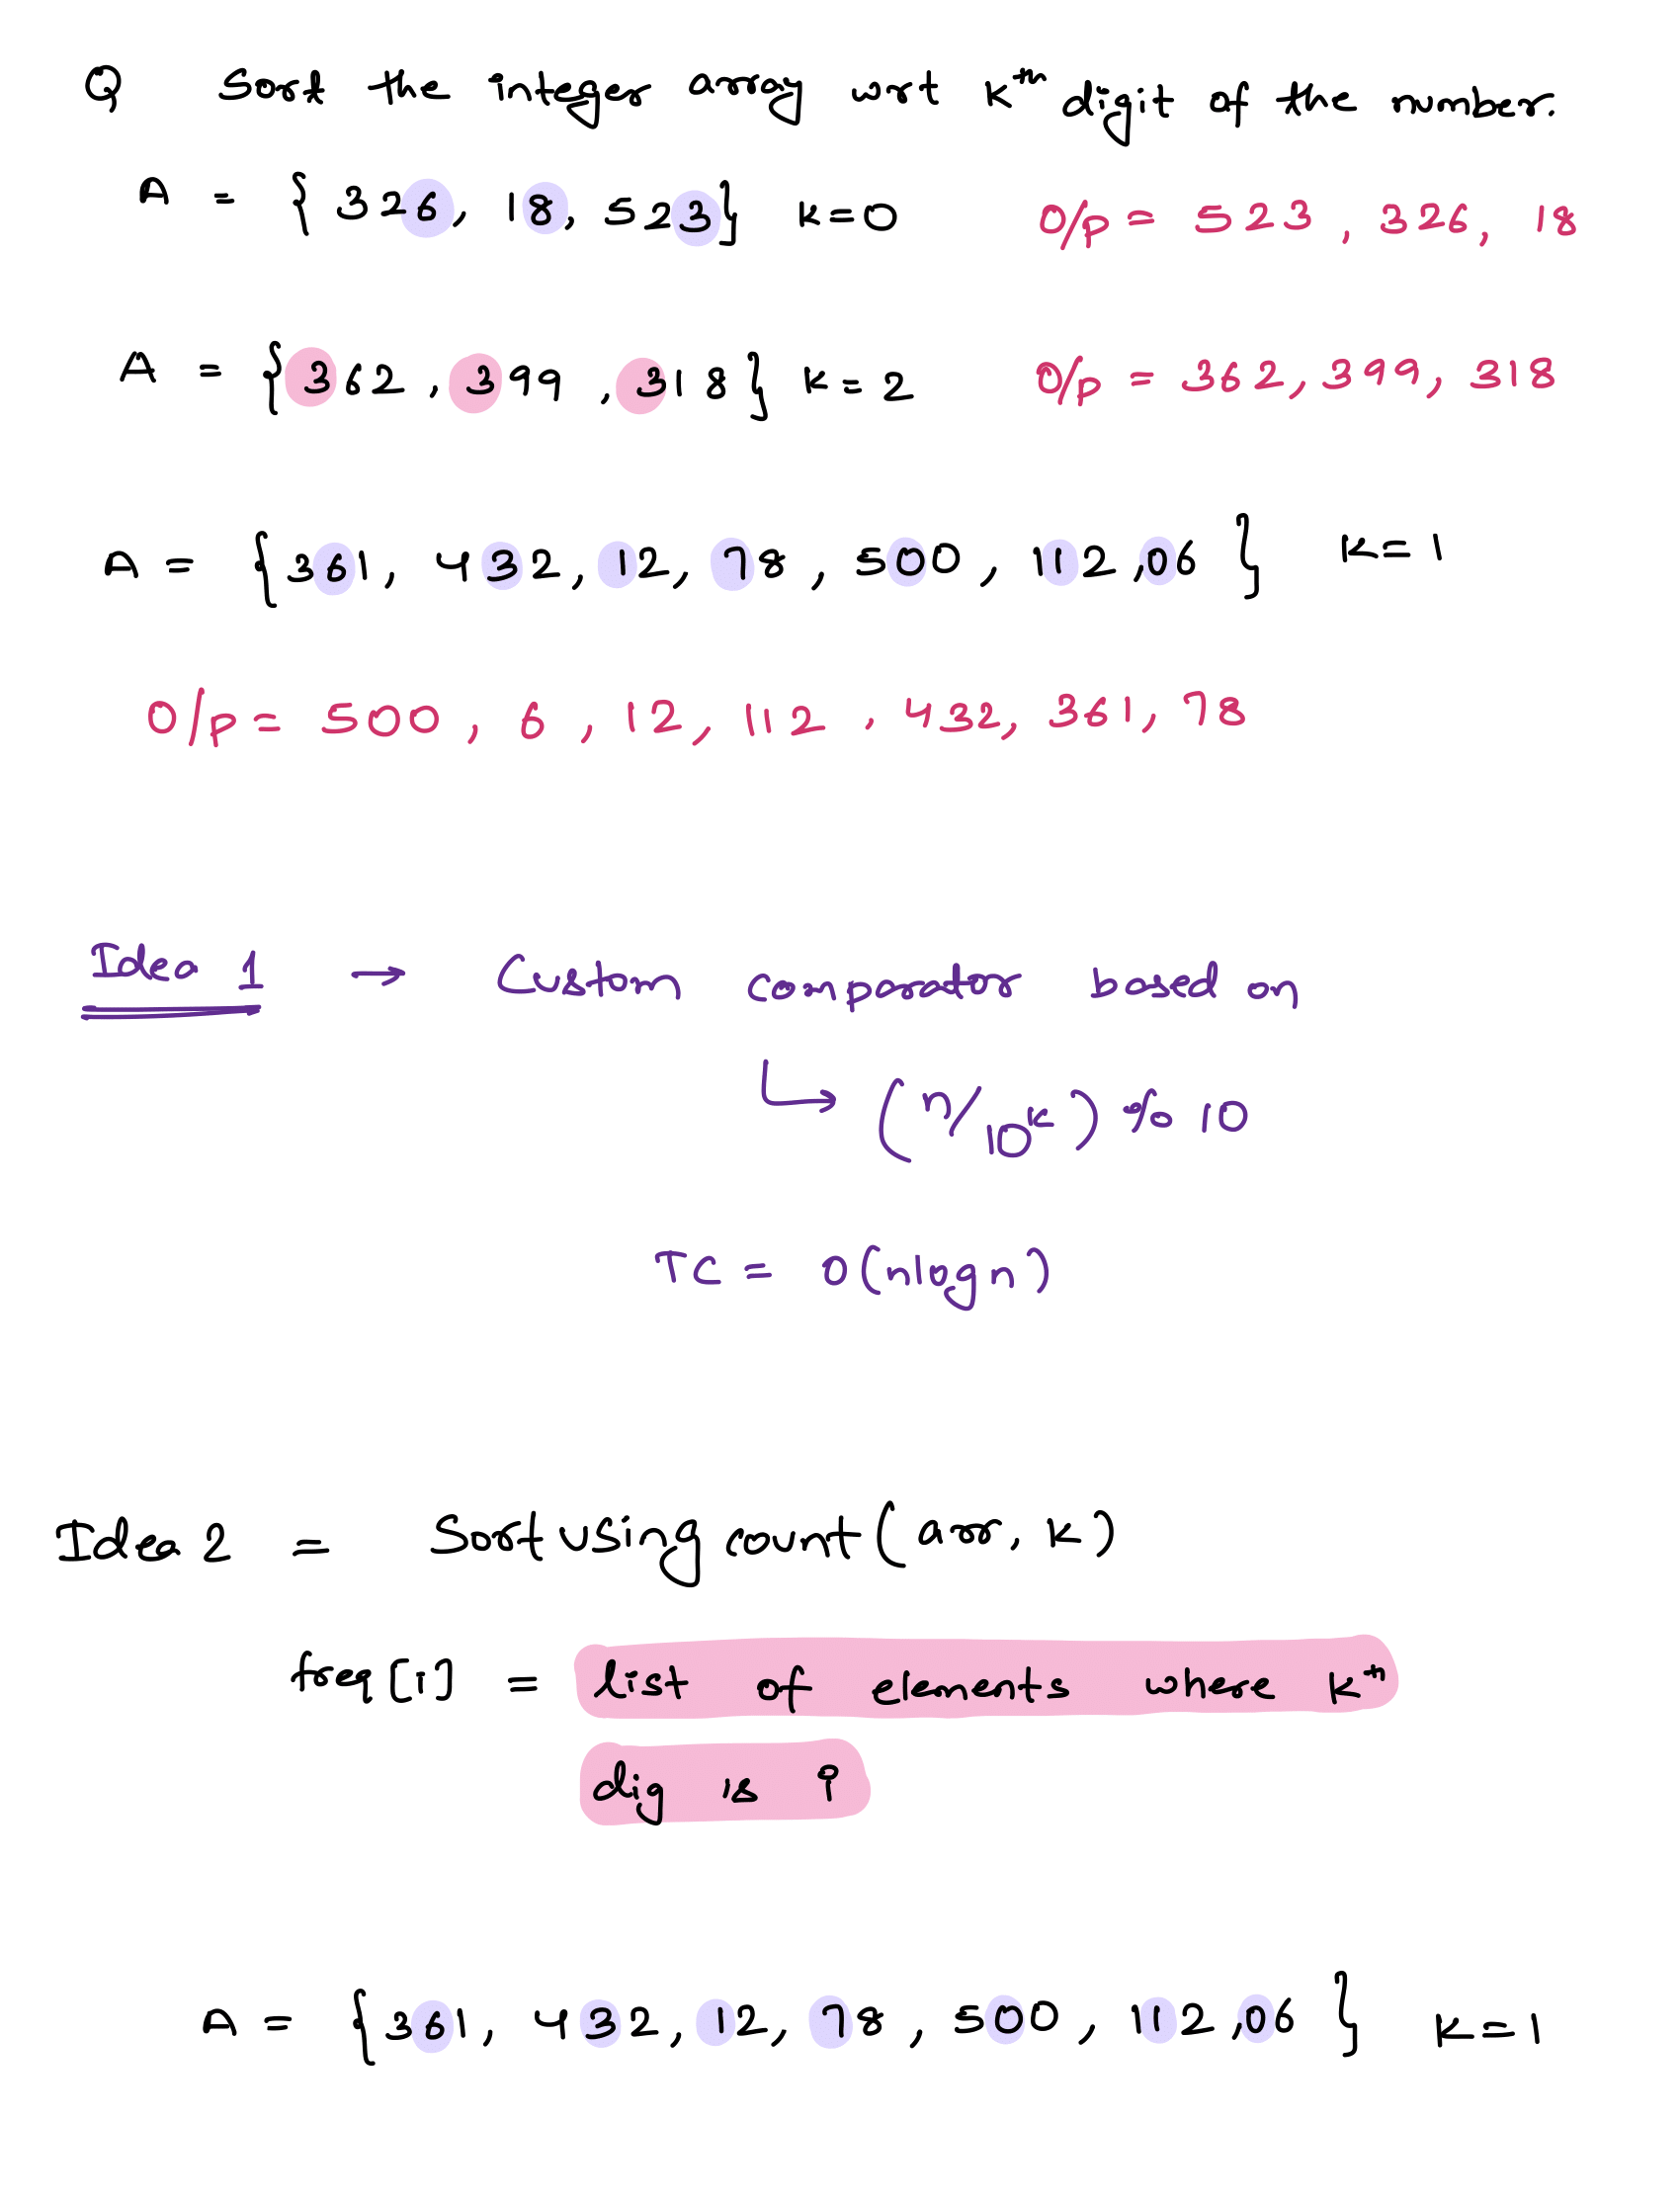 Q Sort the integer array wrt Kth digit of the number.
A = { 326, 18, 523} K=0 O/p = 523, 326, 18
A = {362, 399, 318} K=2 O/p = 362, 399, 318
A = {361, 432, 12, 78, 500, 112, 06 } K=1
O/p = 500, 6, 12, 112, 432, 361, 78
Idea 1 → Custom comparator based on
↳ (n/10^K) % 10
TC = O(nlogn)
Idea 2 = Sort using count(arr, K)
freq[i] = list of elements where Kth
dig is i
A = {361, 432, 12, 78, 500, 112, 06 } K=1